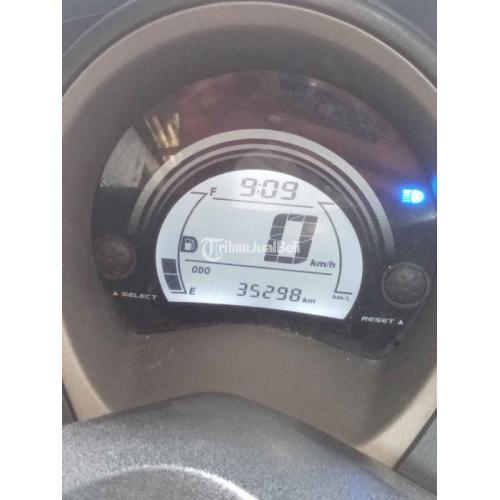 F 9:09
TribunJualBeli
0 km/h
ODO
E 35298 km km/L
▲ SELECT
RESET ▲